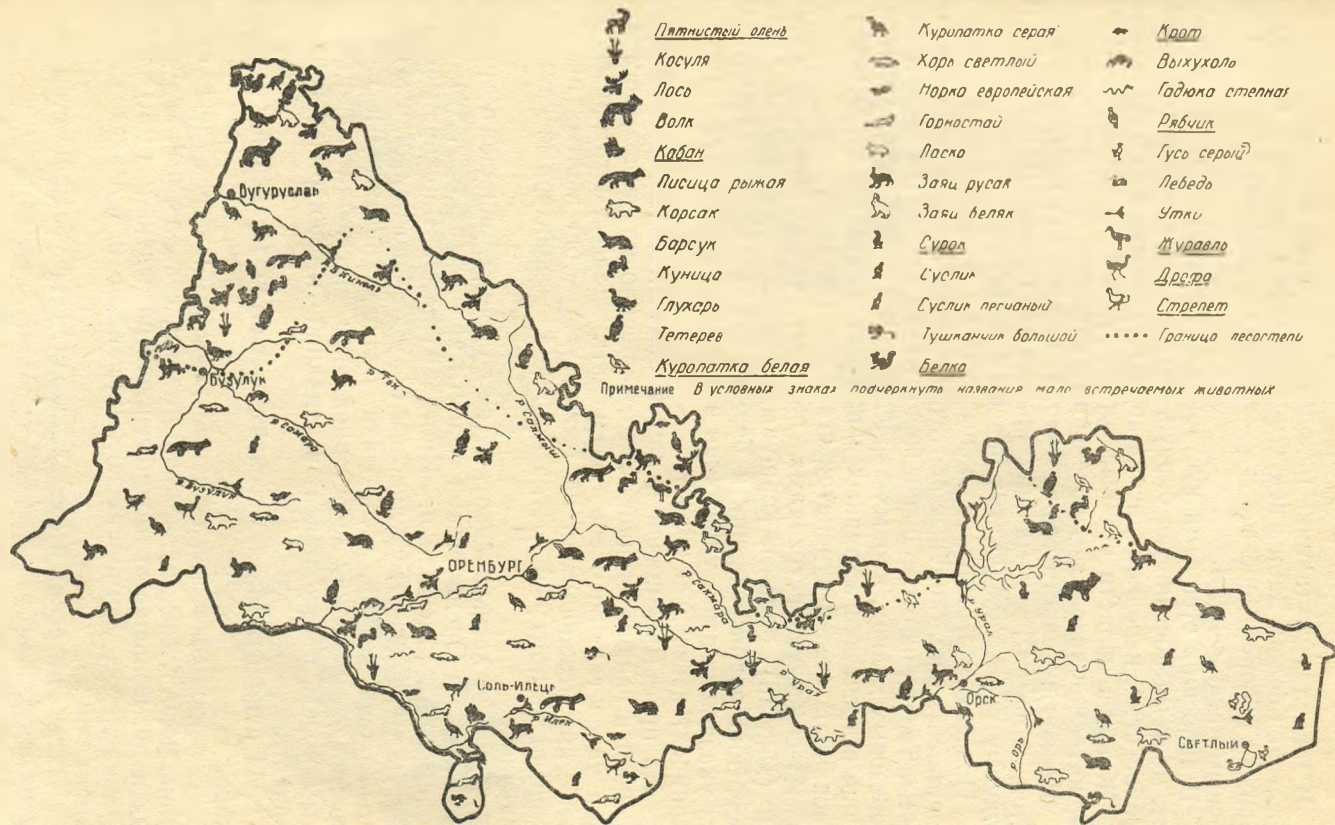 Пятнистый олень
Косуля
Лось
Волк
Кабан
Лисица рыжая
Корсак
Барсук
Куница
Глухарь
Тетерев
Куропатка белая
Куропатка серая
Хорь светлый
Норка европейская
Горностай
Ласка
Заяц русак
Заяц беляк
Сурок
Суслик
Суслик песчаный
Тушканчик большой
Белка
Крот
Выхухоль
Гадюка степная
Рябчик
Гусь серый
Лебедь
Утки
Журавль
Дрофа
Стрепет
Граница лесостепи
Примечание В условных знаках подчеркнуть названия мало встречаемых животных
Бугуруслан
р. Б. Кинель
Бузулук
р. Ток
р. Салмыш
р. Самара
р. Бузулук
ОРЕНБУРГ
р. Сакмара
р. Урал
р. Урал
Соль-Илецк
р. Илек
Орск
р. Орь
СВЕТЛЫЙ